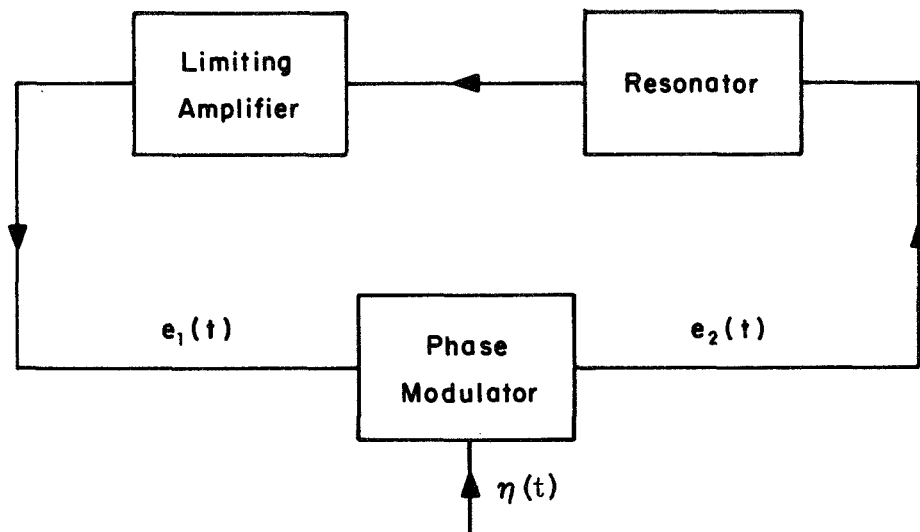 Limiting
Amplifier
Resonator
e₁(t)
Phase
Modulator
e₂(t)
η(t)